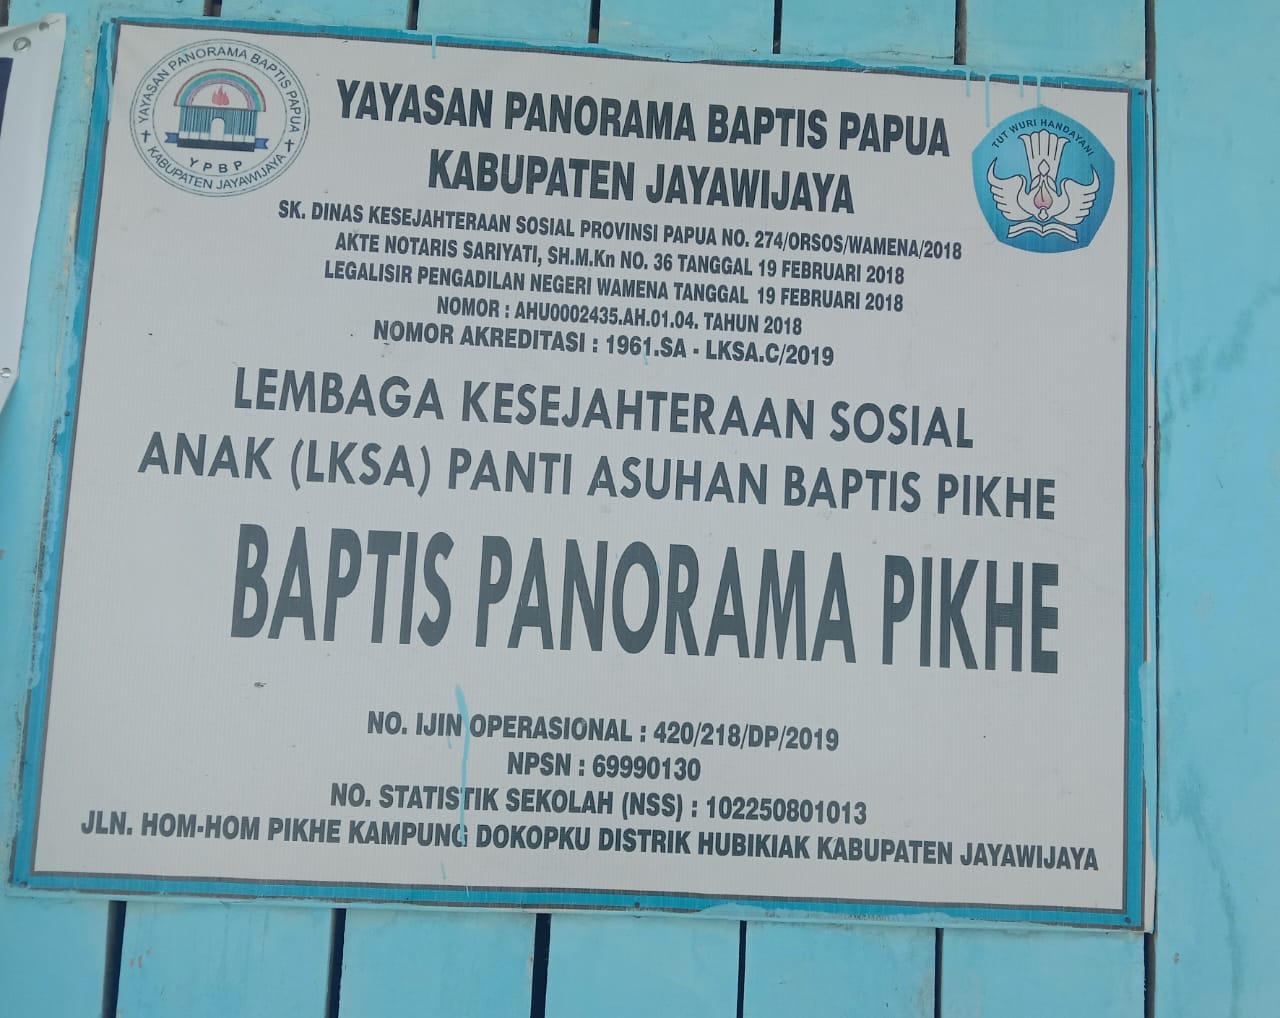 YAYASAN PANORAMA BAPTIS PAPUA
KABUPATEN JAYAWIJAYA
YPBP
YAYASAN PANORAMA BAPTIS PAPUA
KABUPATEN JAYAWIJAYA
TUT WURI HANDAYANI
SK. DINAS KESEJAHTERAAN SOSIAL PROVINSI PAPUA NO. 274/ORSOS/WAMENA/2018
AKTE NOTARIS SARIYATI, SH.M.Kn NO. 36 TANGGAL 19 FEBRUARI 2018
LEGALISIR PENGADILAN NEGERI WAMENA TANGGAL 19 FEBRUARI 2018
NOMOR : AHU0002435.AH.01.04. TAHUN 2018
NOMOR AKREDITASI : 1961.SA - LKSA.C/2019
LEMBAGA KESEJAHTERAAN SOSIAL
ANAK (LKSA) PANTI ASUHAN BAPTIS PIKHE
BAPTIS PANORAMA PIKHE
NO. IJIN OPERASIONAL : 420/218/DP/2019
NPSN : 69990130
NO. STATISTIK SEKOLAH (NSS) : 102250801013
JLN. HOM-HOM PIKHE KAMPUNG DOKOPKU DISTRIK HUBIKIAK KABUPATEN JAYAWIJAYA